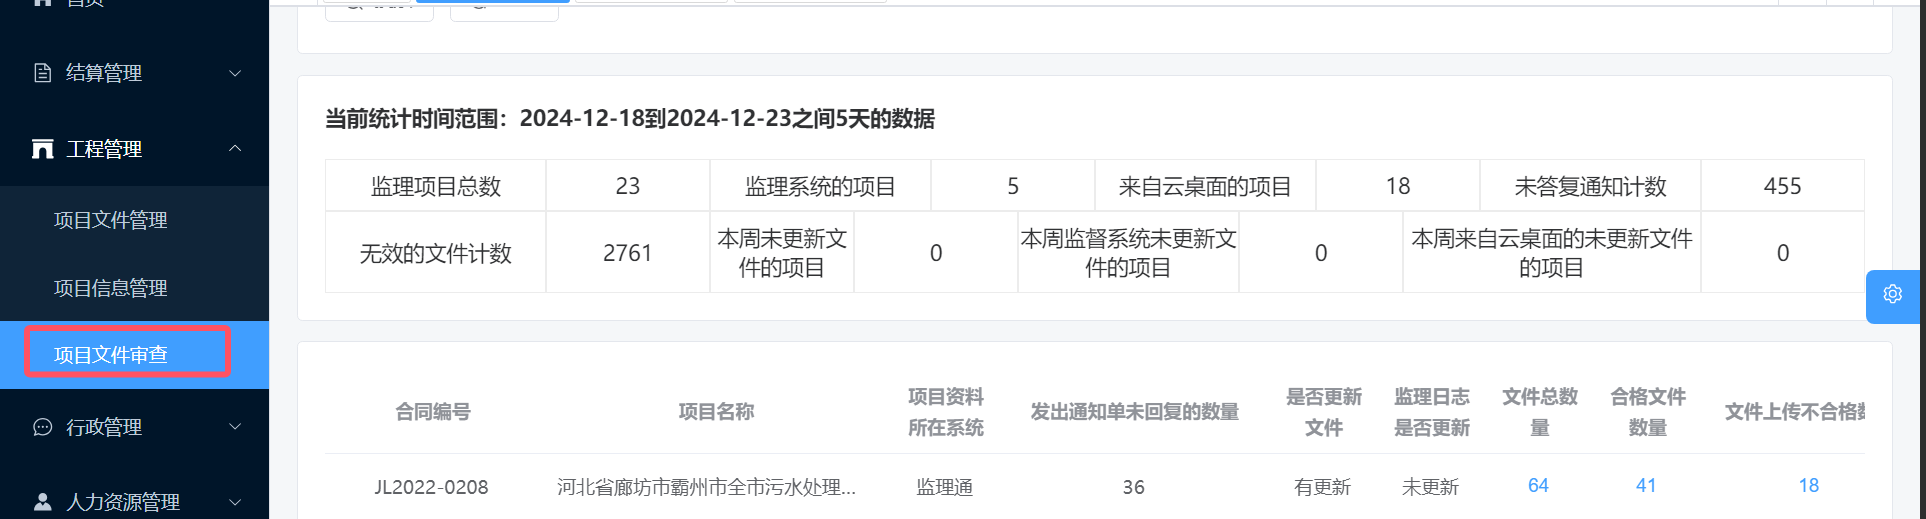 首页
结算管理
工程管理
项目文件管理
项目信息管理
项目文件审查
行政管理
人力资源管理
当前统计时间范围：2024-12-18到2024-12-23之间5天的数据
监理项目总数 23 监理系统的项目 5 来自云桌面的项目 18 未答复通知计数 455
无效的文件计数 2761 本周未更新文件的项目 0 本周监督系统未更新文件的项目 0 本周来自云桌面的未更新文件的项目 0
合同编号 项目名称 项目资料所在系统 发出通知单未回复的数量 是否更新文件 监理日志是否更新 文件总数量 合格文件数量 文件上传不合格
JL2022-0208 河北省廊坊市霸州市全市污水处理... 监理通 36 有更新 未更新 64 41 18